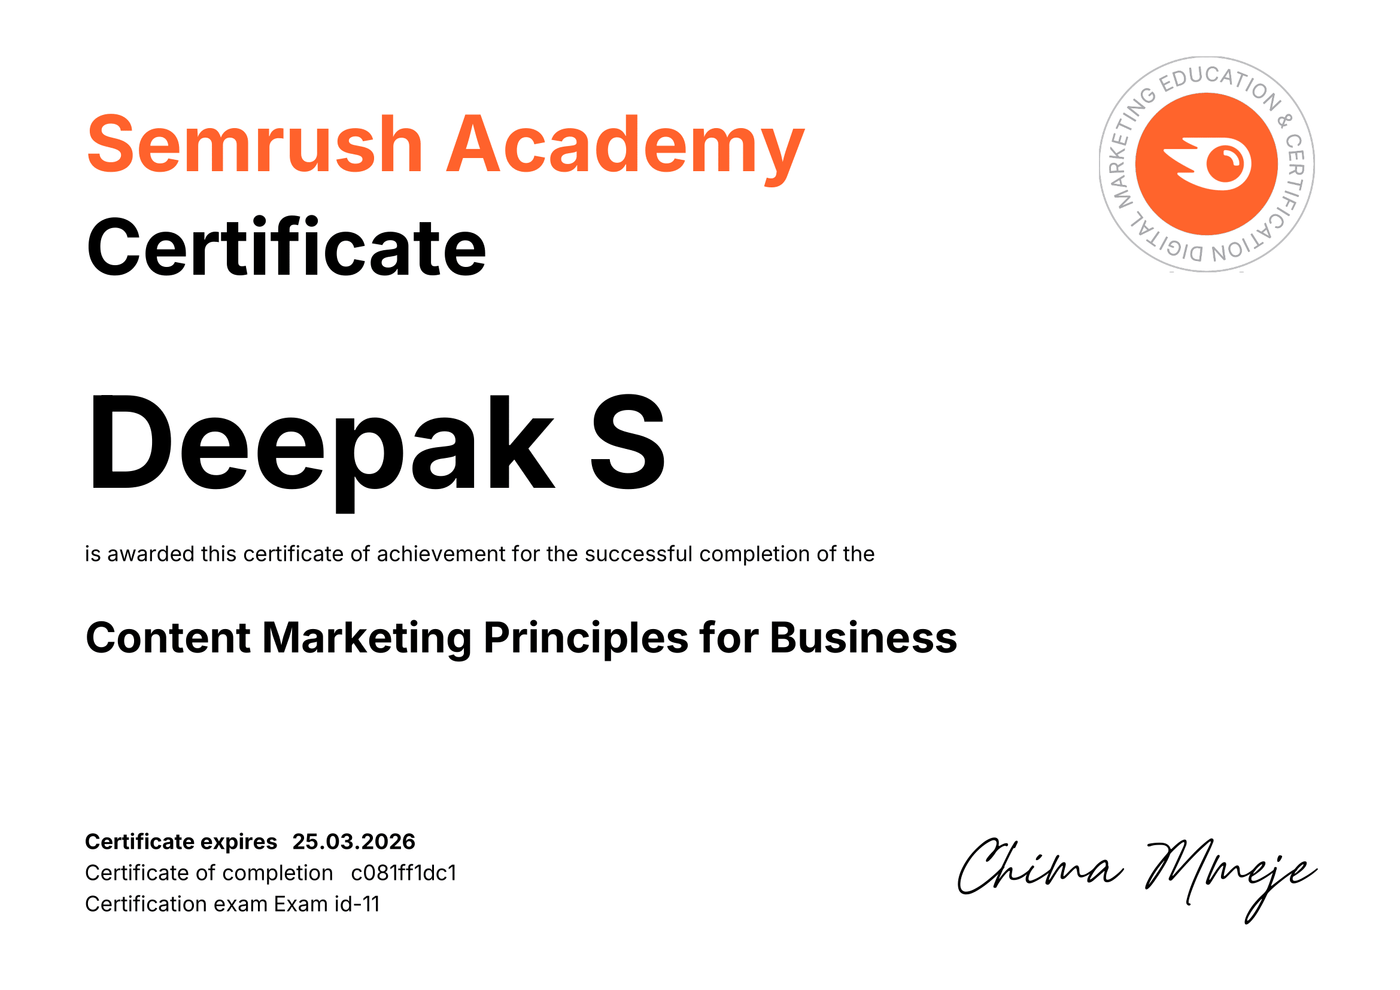 Semrush Academy
Certificate
DIGITAL MARKETING EDUCATION & CERTIFICATION
Deepak S
is awarded this certificate of achievement for the successful completion of the
Content Marketing Principles for Business
Certificate expires 25.03.2026
Certificate of completion c081ff1dc1
Certification exam Exam id-11
Chima Mmeje